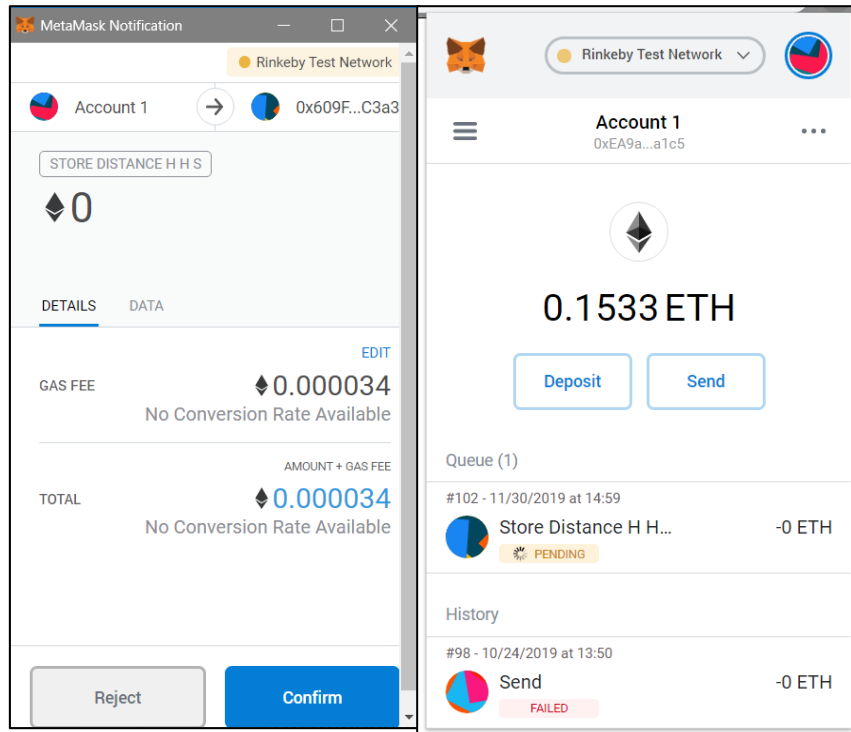 MetaMask Notification
Rinkeby Test Network
Account 1
0x609F...C3a3
STORE DISTANCE H H S
0
DETAILS DATA
EDIT
GAS FEE 0.000034
No Conversion Rate Available
AMOUNT + GAS FEE
TOTAL 0.000034
No Conversion Rate Available
Reject Confirm
Rinkeby Test Network
Account 1
0xEA9a...a1c5
0.1533 ETH
Deposit Send
Queue (1)
#102 - 11/30/2019 at 14:59
Store Distance H H... -0 ETH
PENDING
History
#98 - 10/24/2019 at 13:50
Send -0 ETH
FAILED